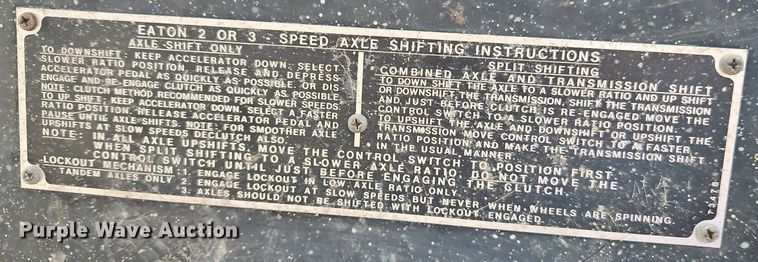 EATON 2 OR 3 - SPEED AXLE SHIFTING INSTRUCTIONS
AXLE SHIFT ONLY
TO DOWNSHIFT: KEEP ACCELERATOR DOWN. SELECT
SLOWER RATIO POSITION, RELEASE AND DEPRESS
ACCELERATOR PEDAL AS QUICKLY AS POSSIBLE, OR DIS
ENGAGE AND RE-ENGAGE CLUTCH AS QUICKLY AS POSSIBLE
NOTE: CLUTCH METHOD RECOMMENDED FOR SLOWER SPEEDS
TO UP SHIFT: KEEP ACCELERATOR DOWN, SELECT A FASTER
RATIO POSITION. RELEASE ACCELERATOR PEDAL AND
PAUSE UNTIL AXLE SHIFTS. NOTE: FOR SMOOTHER AXLE
UPSHIFTS AT SLOW SPEEDS DECLUTCH ALSO.
SPLIT SHIFTING
COMBINED AXLE AND TRANSMISSION SHIFT
TO DOWN SHIFT THE AXLE TO A SLOWER RATIO AND UP SHIFT
OR DOWNSHIFT THE TRANSMISSION, SHIFT THE TRANSMISSION
AND JUST BEFORE CLUTCH IS RE-ENGAGED MOVE THE
CONTROL SWITCH TO A SLOWER RATIO POSITION.
TO UPSHIFT THE AXLE AND DOWNSHIFT OR UPSHIFT THE
TRANSMISSION MOVE CONTROL SWITCH TO A FASTER
RATIO POSITION AND MAKE THE TRANSMISSION SHIFT
IN THE USUAL MANNER.
NOTE: IN ALL AXLE UPSHIFTS, MOVE THE CONTROL SWITCH TO POSITION FIRST.
WHEN SPLIT SHIFTING TO A SLOWER AXLE RATIO, DO NOT MOVE THE
CONTROL SWITCH UNTIL JUST BEFORE ENGAGING THE CLUTCH.
LOCKOUT MECHANISM: 1. ENGAGE LOCKOUT IN LOW AXLE RATIO ONLY.
TANDEM AXLES ONLY 2. ENGAGE LOCKOUT AT SLOW SPEEDS BUT NEVER WHEN WHEELS ARE SPINNING.
3. AXLES SHOULD NOT BE SHIFTED WITH LOCKOUT ENGAGED.
73478
Purple Wave Auction